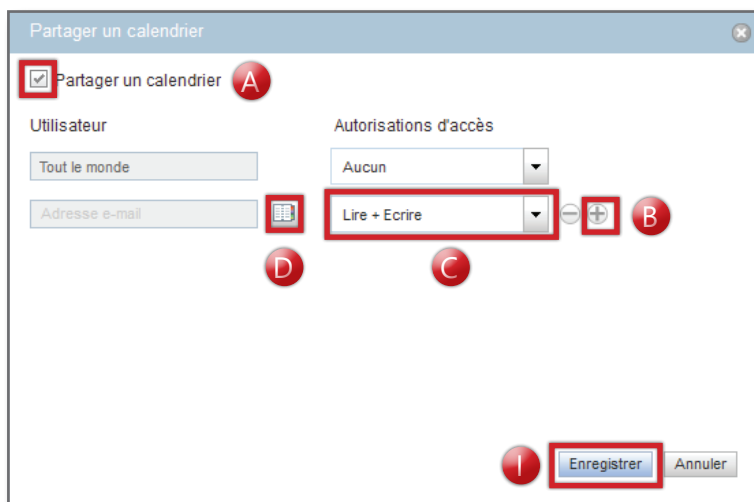 Partager un calendrier
Partager un calendrier A
Utilisateur Autorisations d'accès
Tout le monde Aucun
Adresse e-mail Lire + Ecrire B
D C
I Enregistrer Annuler